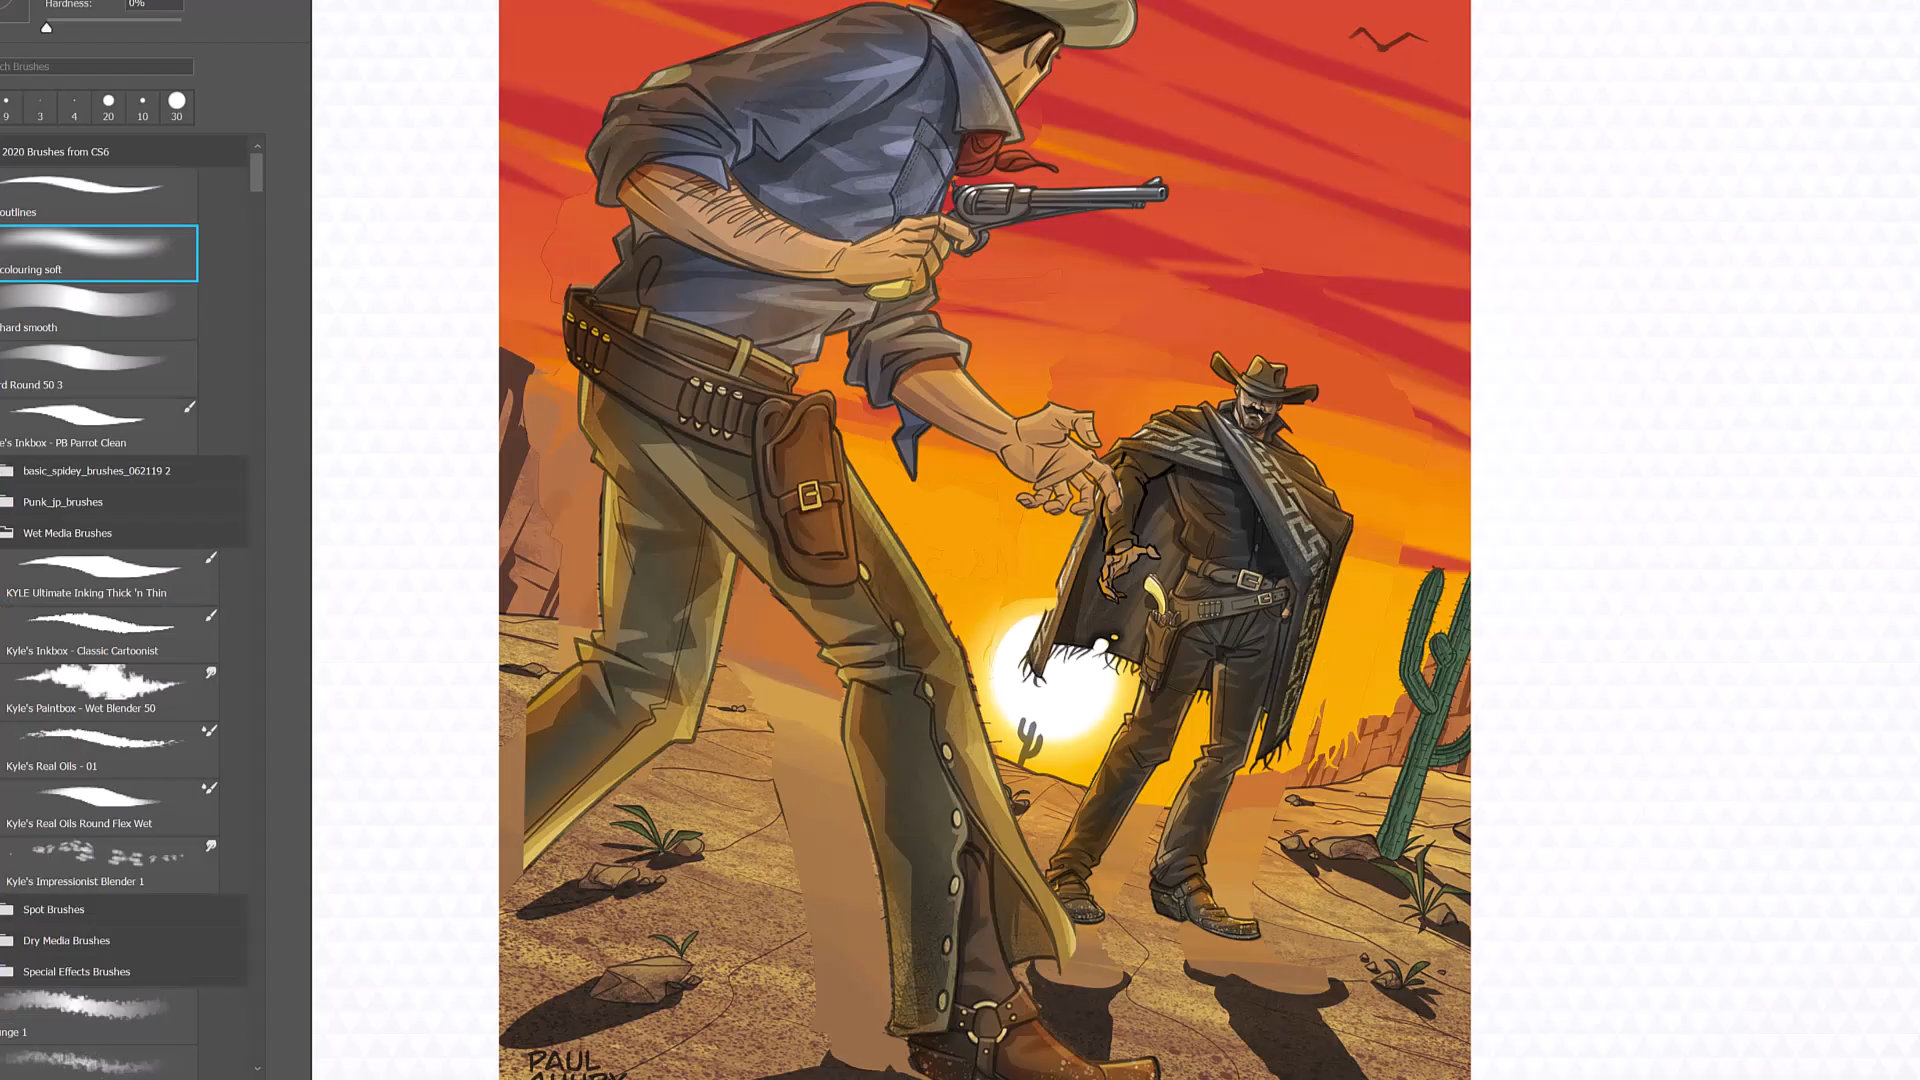 Hardness: 0%
ch Brushes
9 3 4 20 10 30
2020 Brushes from CS6
outlines
colouring soft
hard smooth
rd Round 50 3
e's Inkbox - PB Parrot Clean
basic_spidey_brushes_062119 2
Punk_jp_brushes
Wet Media Brushes
KYLE Ultimate Inking Thick 'n Thin
Kyle's Inkbox - Classic Cartoonist
Kyle's Paintbox - Wet Blender 50
Kyle's Real Oils - 01
Kyle's Real Oils Round Flex Wet
Kyle's Impressionist Blender 1
Spot Brushes
Dry Media Brushes
Special Effects Brushes
nge 1
PAUL